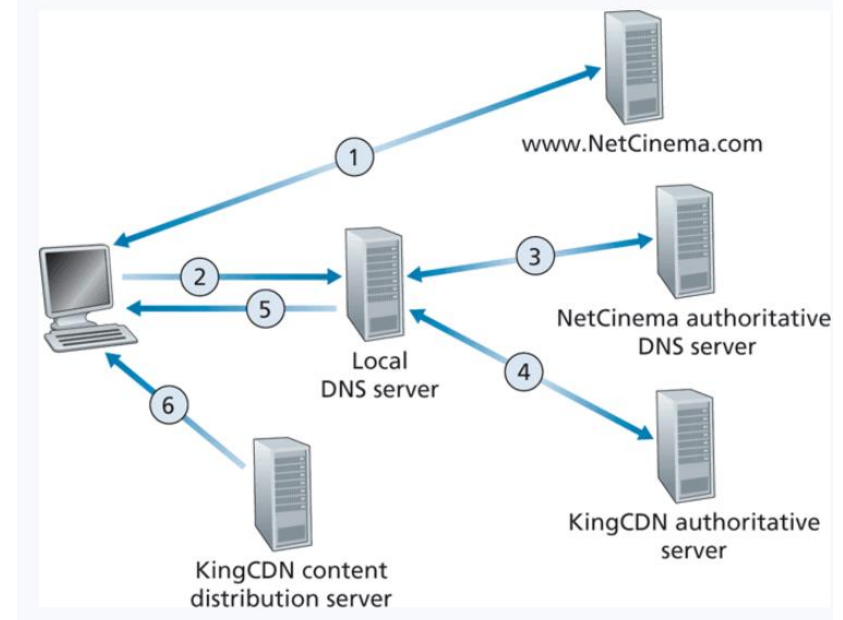 1
www.NetCinema.com
2
3
5
NetCinema authoritative
DNS server
Local
DNS server
4
6
KingCDN authoritative
server
KingCDN content
distribution server